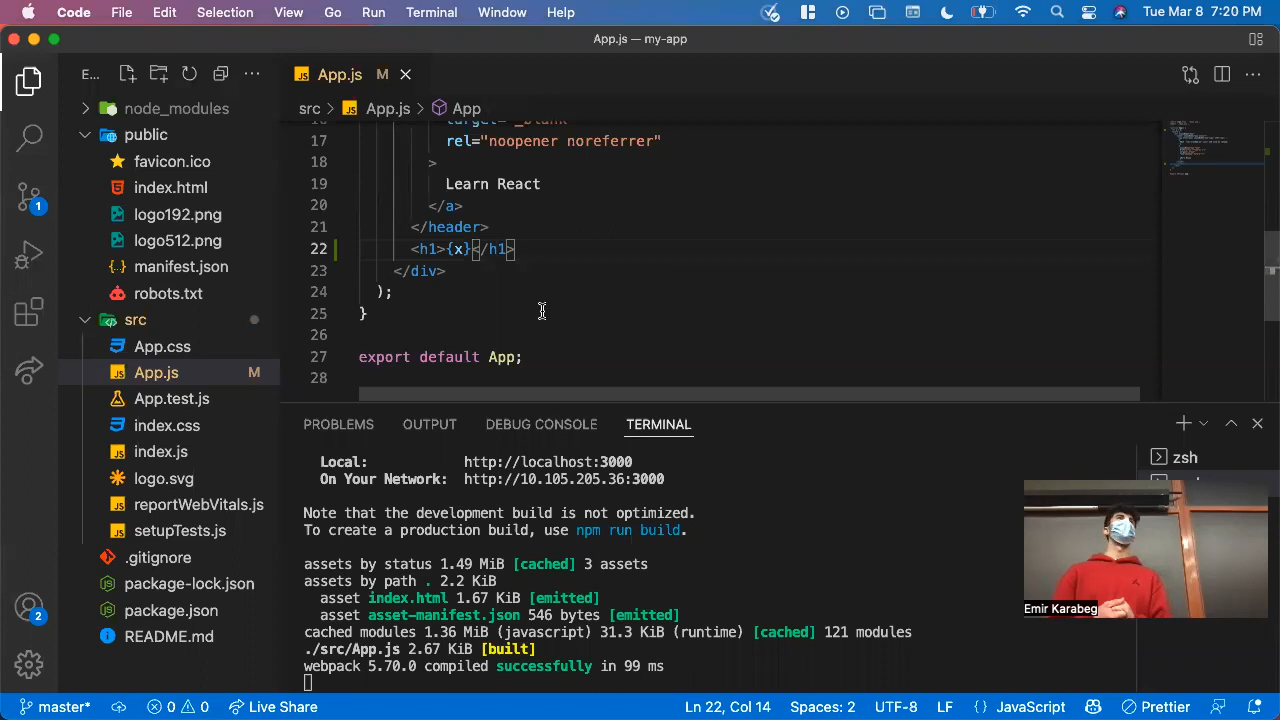 Code File Edit Selection View Go Run Terminal Window Help Tue Mar 8 7:20 PM
App.js — my-app
E... App.js M
node_modules
src App.js App
public
favicon.ico
index.html
logo192.png
logo512.png
manifest.json
robots.txt
src
App.css
App.js M
App.test.js
index.css
index.js
logo.svg
reportWebVitals.js
setupTests.js
.gitignore
package-lock.json
package.json
README.md
1
2
16 target="_blank"
17 rel="noopener noreferrer"
18 >
19 Learn React
20 </a>
21 </header>
22 <h1>{x}</h1>
23 </div>
24 );
25 }
26
27 export default App;
28
PROBLEMS OUTPUT DEBUG CONSOLE TERMINAL
zsh
Local: http://localhost:3000
On Your Network: http://10.105.205.36:3000
Note that the development build is not optimized.
To create a production build, use npm run build.
assets by status 1.49 MiB [cached] 3 assets
assets by path . 2.2 KiB
asset index.html 1.67 KiB [emitted]
asset asset-manifest.json 546 bytes [emitted]
cached modules 1.36 MiB (javascript) 31.3 KiB (runtime) [cached] 121 modules
./src/App.js 2.67 KiB [built]
webpack 5.70.0 compiled successfully in 99 ms
Emir Karabeg
master* 0 0 Live Share Ln 22, Col 14 Spaces: 2 UTF-8 LF {} JavaScript Prettier